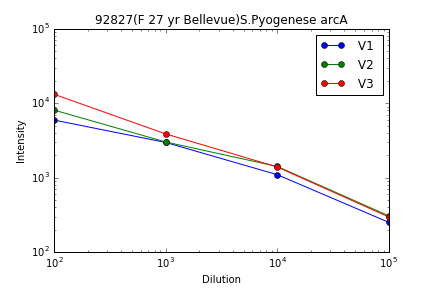 92827(F 27 yr Bellevue)S.Pyogenese arcA
10^5
10^4
10^3
10^2
Intensity
V1
V2
V3
10^2 10^3 10^4 10^5
Dilution